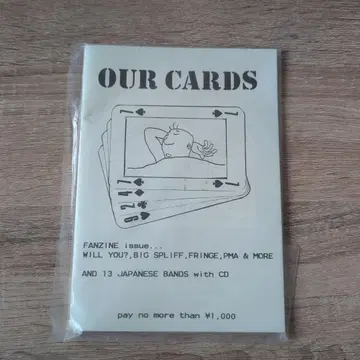 OUR CARDS
FANZINE issue...
WILL YOU?,BIG SPLIFF,FRINGE,PMA & MORE
AND 13 JAPANESE BANDS with CD
pay no more than ¥1,000